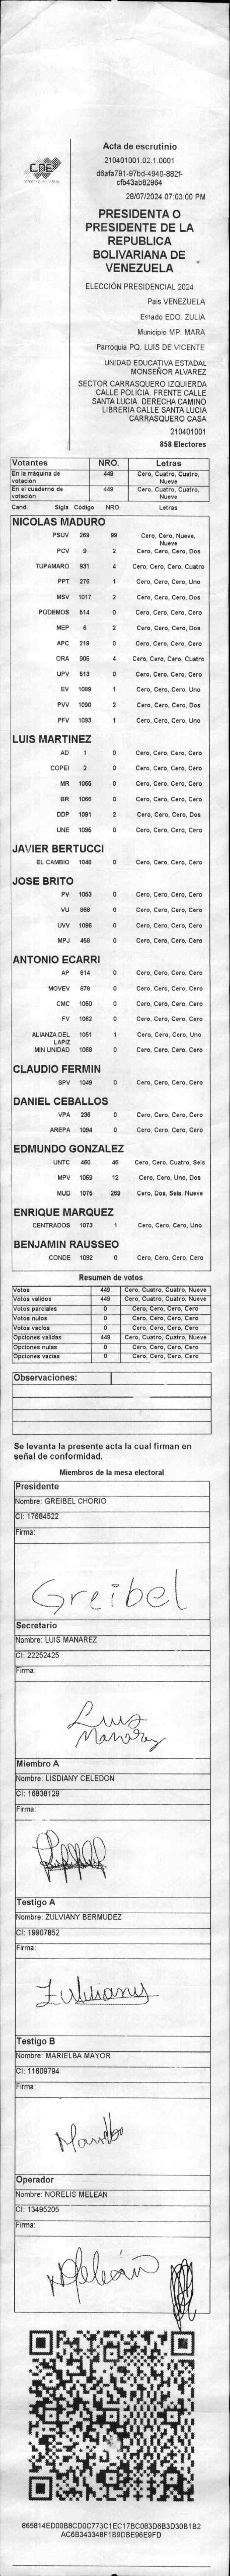 CNE
Acta de escrutinio
210401001.02.1.0001
d6afa791-97bd-4940-882f-
cfb43ab82964
28/07/2024 07:03:00 PM
PRESIDENTA O
PRESIDENTE DE LA
REPUBLICA
BOLIVARIANA DE
VENEZUELA
ELECCIÓN PRESIDENCIAL 2024
Pais VENEZUELA
Estado EDO. ZULIA
Municipio MP. MARA
Parroquia PQ. LUIS DE VICENTE
UNIDAD EDUCATIVA ESTADAL
MONSEÑOR ALVAREZ
SECTOR CARRASQUERO IZQUIERDA
CALLE POLICIA. FRENTE CALLE
SANTA LUCIA. DERECHA CAMINO
LIBRERIA CALLE SANTA LUCIA
CARRASQUERO CASA
210401001
858 Electores
Votantes NRO. Letras
En la máquina de votación 449 Cero, Cuatro, Cuatro, Nueve
En el cuaderno de votación 449 Cero, Cuatro, Cuatro, Nueve
Cand. Sigla Codigo NRO. Letras
NICOLAS MADURO
PSUV 269 99 Cero, Cero, Nueve, Nueve
PCV 9 2 Cero, Cero, Cero, Dos
TUPAMARO 931 4 Cero, Cero, Cero, Cuatro
PPT 276 1 Cero, Cero, Cero, Uno
MSV 1017 2 Cero, Cero, Cero, Dos
PODEMOS 514 0 Cero, Cero, Cero, Cero
MEP 6 2 Cero, Cero, Cero, Dos
APC 219 0 Cero, Cero, Cero, Cero
ORA 906 4 Cero, Cero, Cero, Cuatro
UPV 513 0 Cero, Cero, Cero, Cero
EV 1089 1 Cero, Cero, Cero, Uno
PVV 1090 2 Cero, Cero, Cero, Dos
PFV 1093 1 Cero, Cero, Cero, Uno
LUIS MARTINEZ
AD 1 0 Cero, Cero, Cero, Cero
COPEI 2 0 Cero, Cero, Cero, Cero
MR 1065 0 Cero, Cero, Cero, Cero
BR 1066 0 Cero, Cero, Cero, Cero
DDP 1091 2 Cero, Cero, Cero, Dos
UNE 1095 0 Cero, Cero, Cero, Cero
JAVIER BERTUCCI
EL CAMBIO 1048 0 Cero, Cero, Cero, Cero
JOSE BRITO
PV 1053 0 Cero, Cero, Cero, Cero
VU 868 0 Cero, Cero, Cero, Cero
UVV 1096 0 Cero, Cero, Cero, Cero
MPJ 458 0 Cero, Cero, Cero, Cero
ANTONIO ECARRI
AP 814 0 Cero, Cero, Cero, Cero
MOVEV 878 0 Cero, Cero, Cero, Cero
CMC 1050 0 Cero, Cero, Cero, Cero
FV 1062 0 Cero, Cero, Cero, Cero
ALIANZA DEL LAPIZ 1051 1 Cero, Cero, Cero, Uno
MIN UNIDAD 1068 0 Cero, Cero, Cero, Cero
CLAUDIO FERMIN
SPV 1049 0 Cero, Cero, Cero, Cero
DANIEL CEBALLOS
VPA 236 0 Cero, Cero, Cero, Cero
AREPA 1094 0 Cero, Cero, Cero, Cero
EDMUNDO GONZALEZ
UNTC 460 46 Cero, Cero, Cuatro, Seis
MPV 1069 12 Cero, Cero, Uno, Dos
MUD 1075 269 Cero, Dos, Seis, Nueve
ENRIQUE MARQUEZ
CENTRADOS 1073 1 Cero, Cero, Cero, Uno
BENJAMIN RAUSSEO
CONDE 1092 0 Cero, Cero, Cero, Cero
Resumen de votos
Votos 449 Cero, Cuatro, Cuatro, Nueve
Votos validos 449 Cero, Cuatro, Cuatro, Nueve
Votos parciales 0 Cero, Cero, Cero, Cero
Votos nulos 0 Cero, Cero, Cero, Cero
Votos vacios 0 Cero, Cero, Cero, Cero
Opciones validas 449 Cero, Cuatro, Cuatro, Nueve
Opciones nulas 0 Cero, Cero, Cero, Cero
Opciones vacias 0 Cero, Cero, Cero, Cero
Observaciones:
Se levanta la presente acta la cual firman en
señal de conformidad.
Miembros de la mesa electoral
Presidente
Nombre: GREIBEL CHORIO
CI: 17684522
Firma:
Greibel
Secretario
Nombre: LUIS MANAREZ
CI: 22252425
Firma:
Luis
Manarez
Miembro A
Nombre: LISDIANY CELEDON
CI: 16838129
Firma:
Testigo A
Nombre: ZULVIANY BERMUDEZ
CI: 19907852
Firma:
Zulviany
Testigo B
Nombre: MARIELBA MAYOR
CI: 11609794
Firma:
Operador
Nombre: NORELIS MELEAN
CI: 13495205
Firma:
NMelean
865814ED00B8CD0C773C1EC17BC083D6B3D30B1B2
AC6B343348F1B9DBE96E9FD